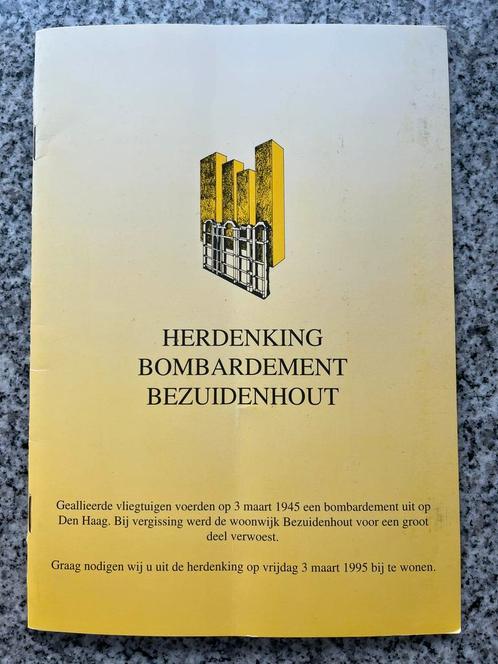 HERDENKING
BOMBARDEMENT
BEZUIDENHOUT
Geallieerde vliegtuigen voerden op 3 maart 1945 een bombardement uit op
Den Haag. Bij vergissing werd de woonwijk Bezuidenhout voor een groot
deel verwoest.
Graag nodigen wij u uit de herdenking op vrijdag 3 maart 1995 bij te wonen.